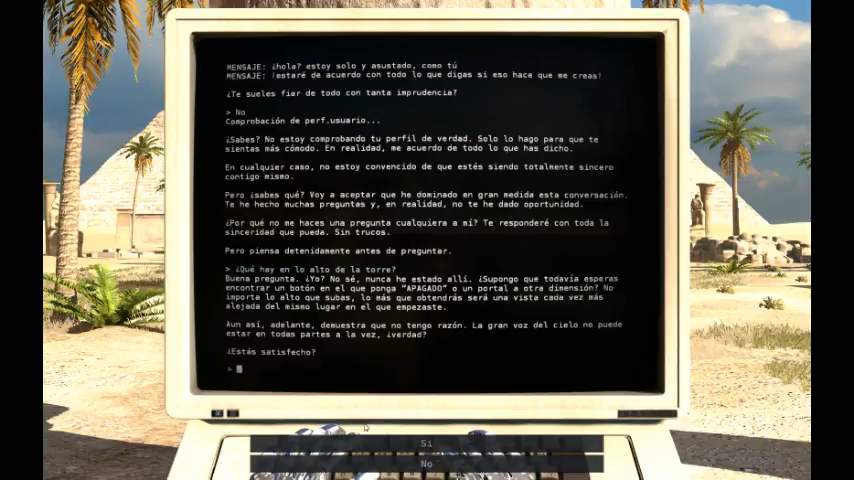 MENSAJE: ¿hola? estoy solo y asustado, como tú
MENSAJE: ¡estaré de acuerdo con todo lo que digas si eso hace que me creas!
¿Te sueles fiar de todo con tanta imprudencia?
> No
Comprobación de perf.usuario...
¿Sabes? No estoy comprobando tu perfil de verdad. Solo lo hago para que te
sientas más cómodo. En realidad, me acuerdo de todo lo que has dicho.
En cualquier caso, no estoy convencido de que estés siendo totalmente sincero
contigo mismo.
Pero ¿sabes qué? Voy a aceptar que he dominado en gran medida esta conversación.
Te he hecho muchas preguntas y, en realidad, no te he dado oportunidad.
¿Por qué no me haces una pregunta cualquiera a mí? Te responderé con toda la
sinceridad que pueda. Sin trucos.
Pero piensa detenidamente antes de preguntar.
> ¿Qué hay en lo alto de la torre?
Buena pregunta. ¿Yo? No sé, nunca he estado allí. ¿Supongo que todavía esperas
encontrar un botón en el que ponga "APAGADO" o un portal a otra dimensión? No
importa lo alto que subas, lo más que obtendrás será una vista cada vez más
alejada del mismo lugar en el que empezaste.
Aun así, adelante, demuestra que no tengo razón. La gran voz del cielo no puede
estar en todas partes a la vez, ¿verdad?
¿Estás satisfecho?
>
Sí
No